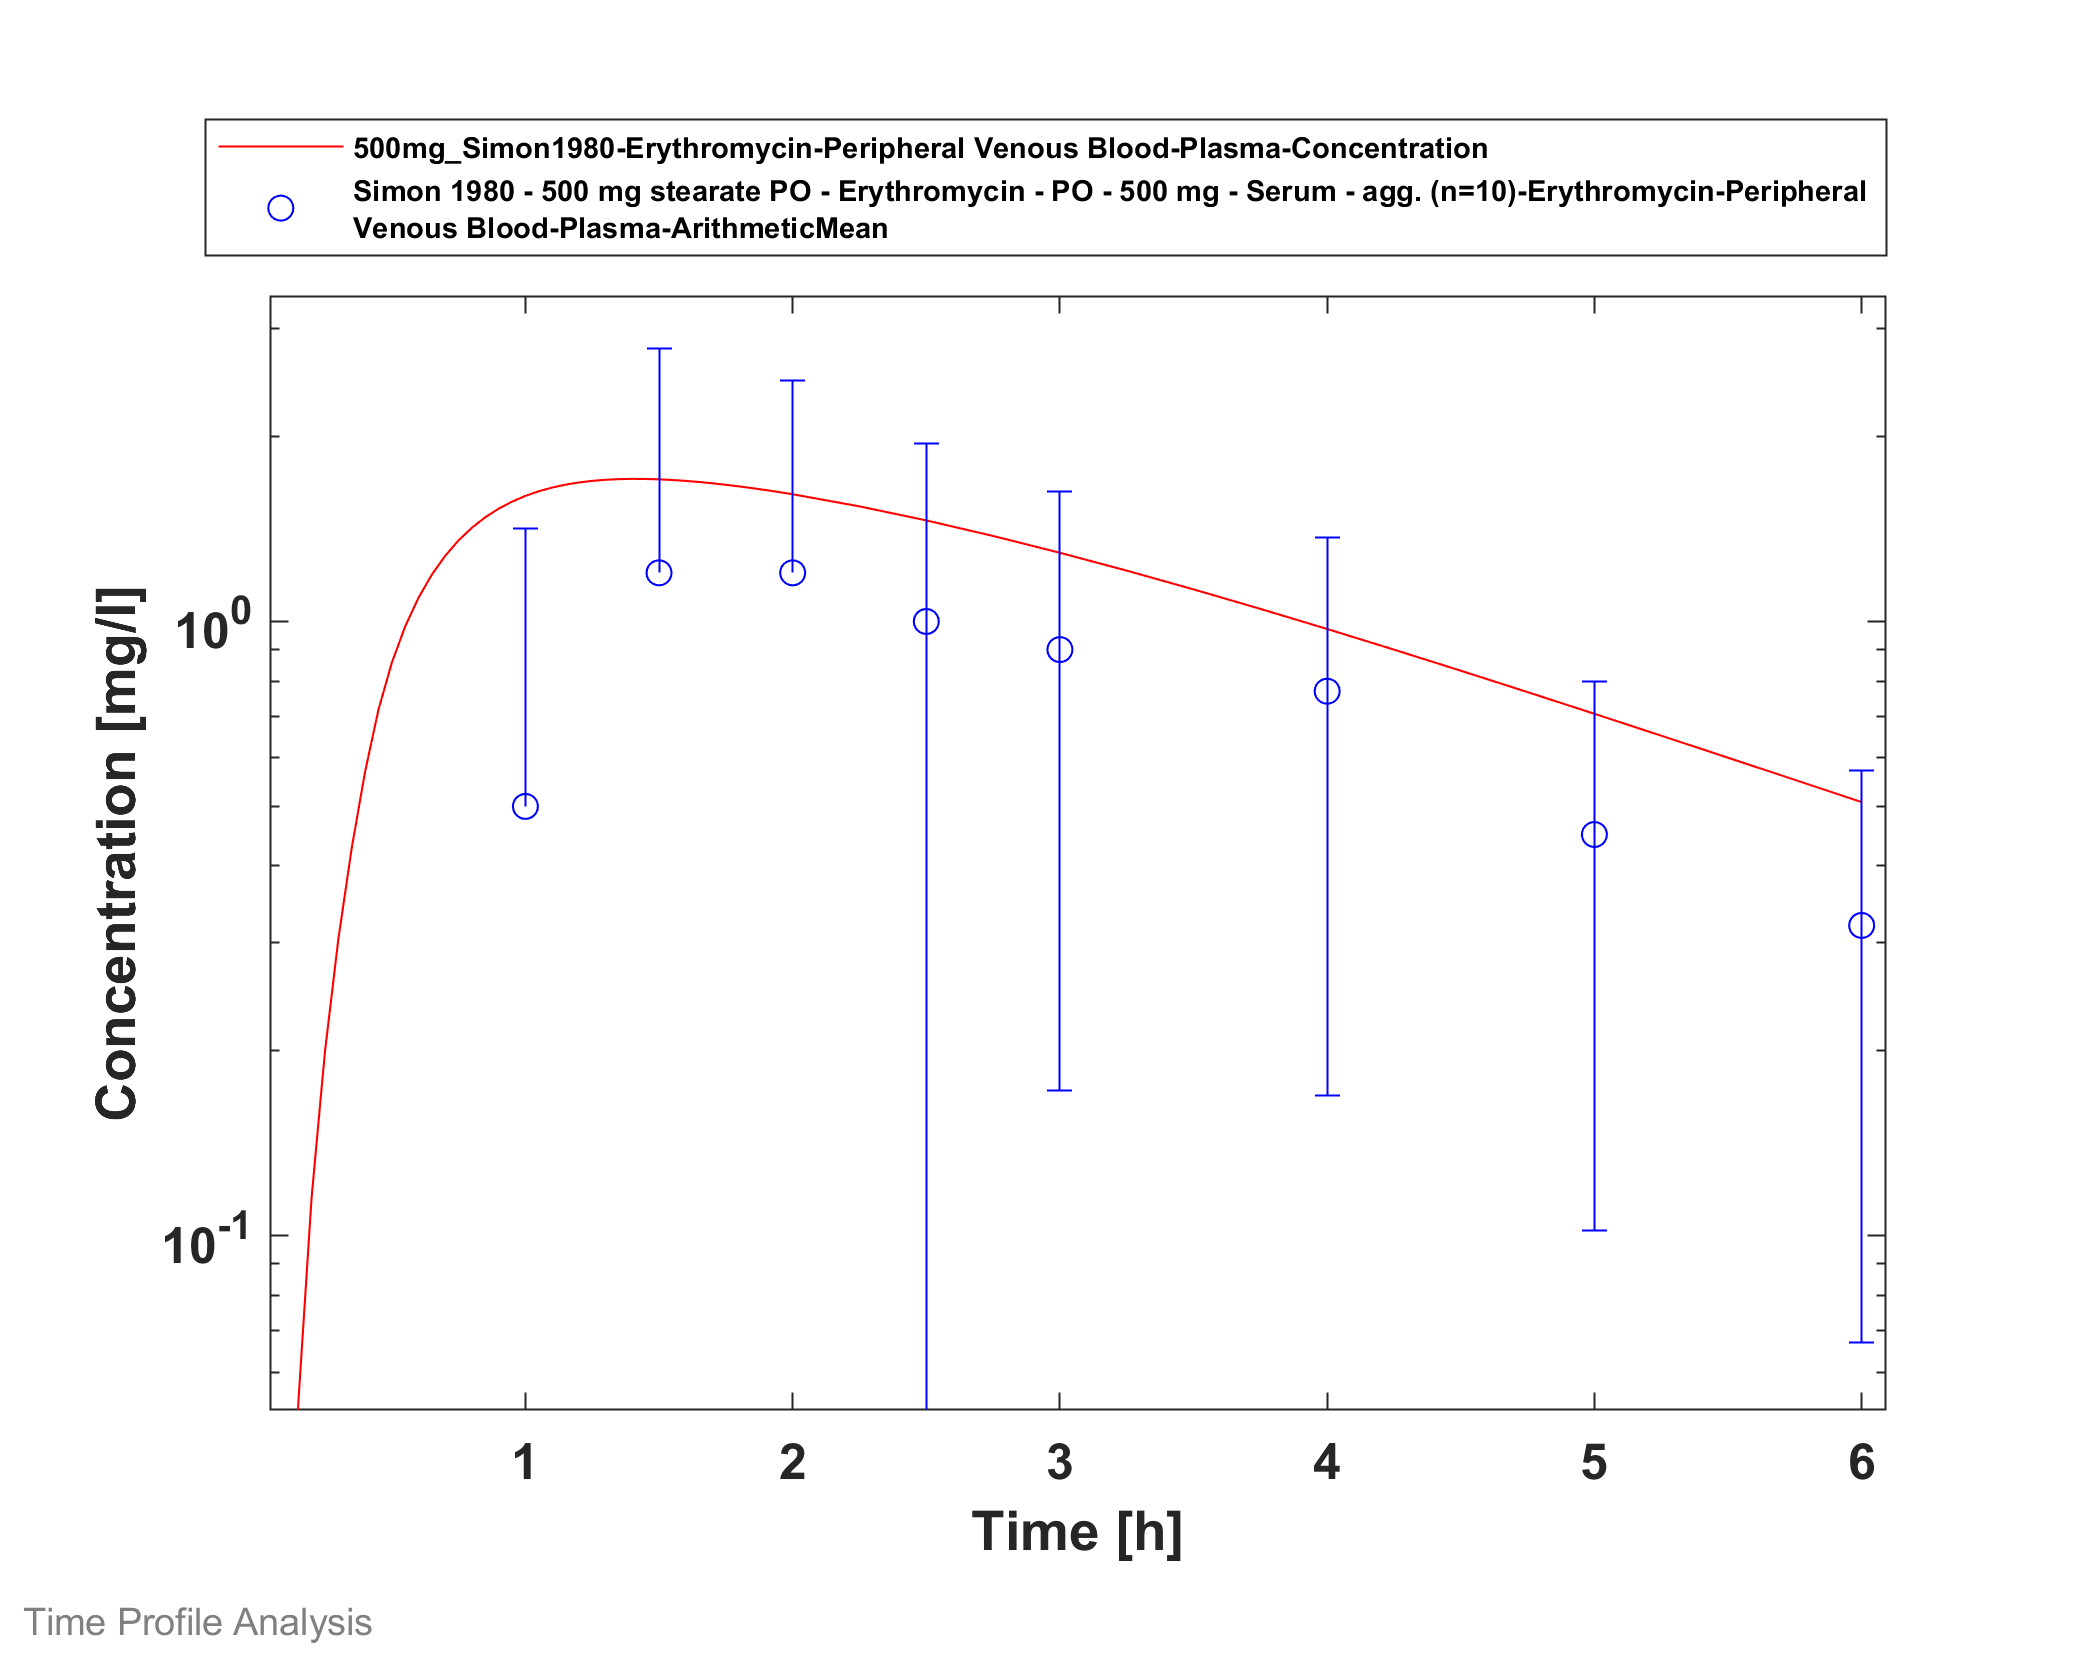 500mg_Simon1980-Erythromycin-Peripheral Venous Blood-Plasma-Concentration
Simon 1980 - 500 mg stearate PO - Erythromycin - PO - 500 mg - Serum - agg. (n=10)-Erythromycin-Peripheral
Venous Blood-Plasma-ArithmeticMean
Concentration [mg/l]
10^0
10^-1
1 2 3 4 5 6
Time [h]
Time Profile Analysis